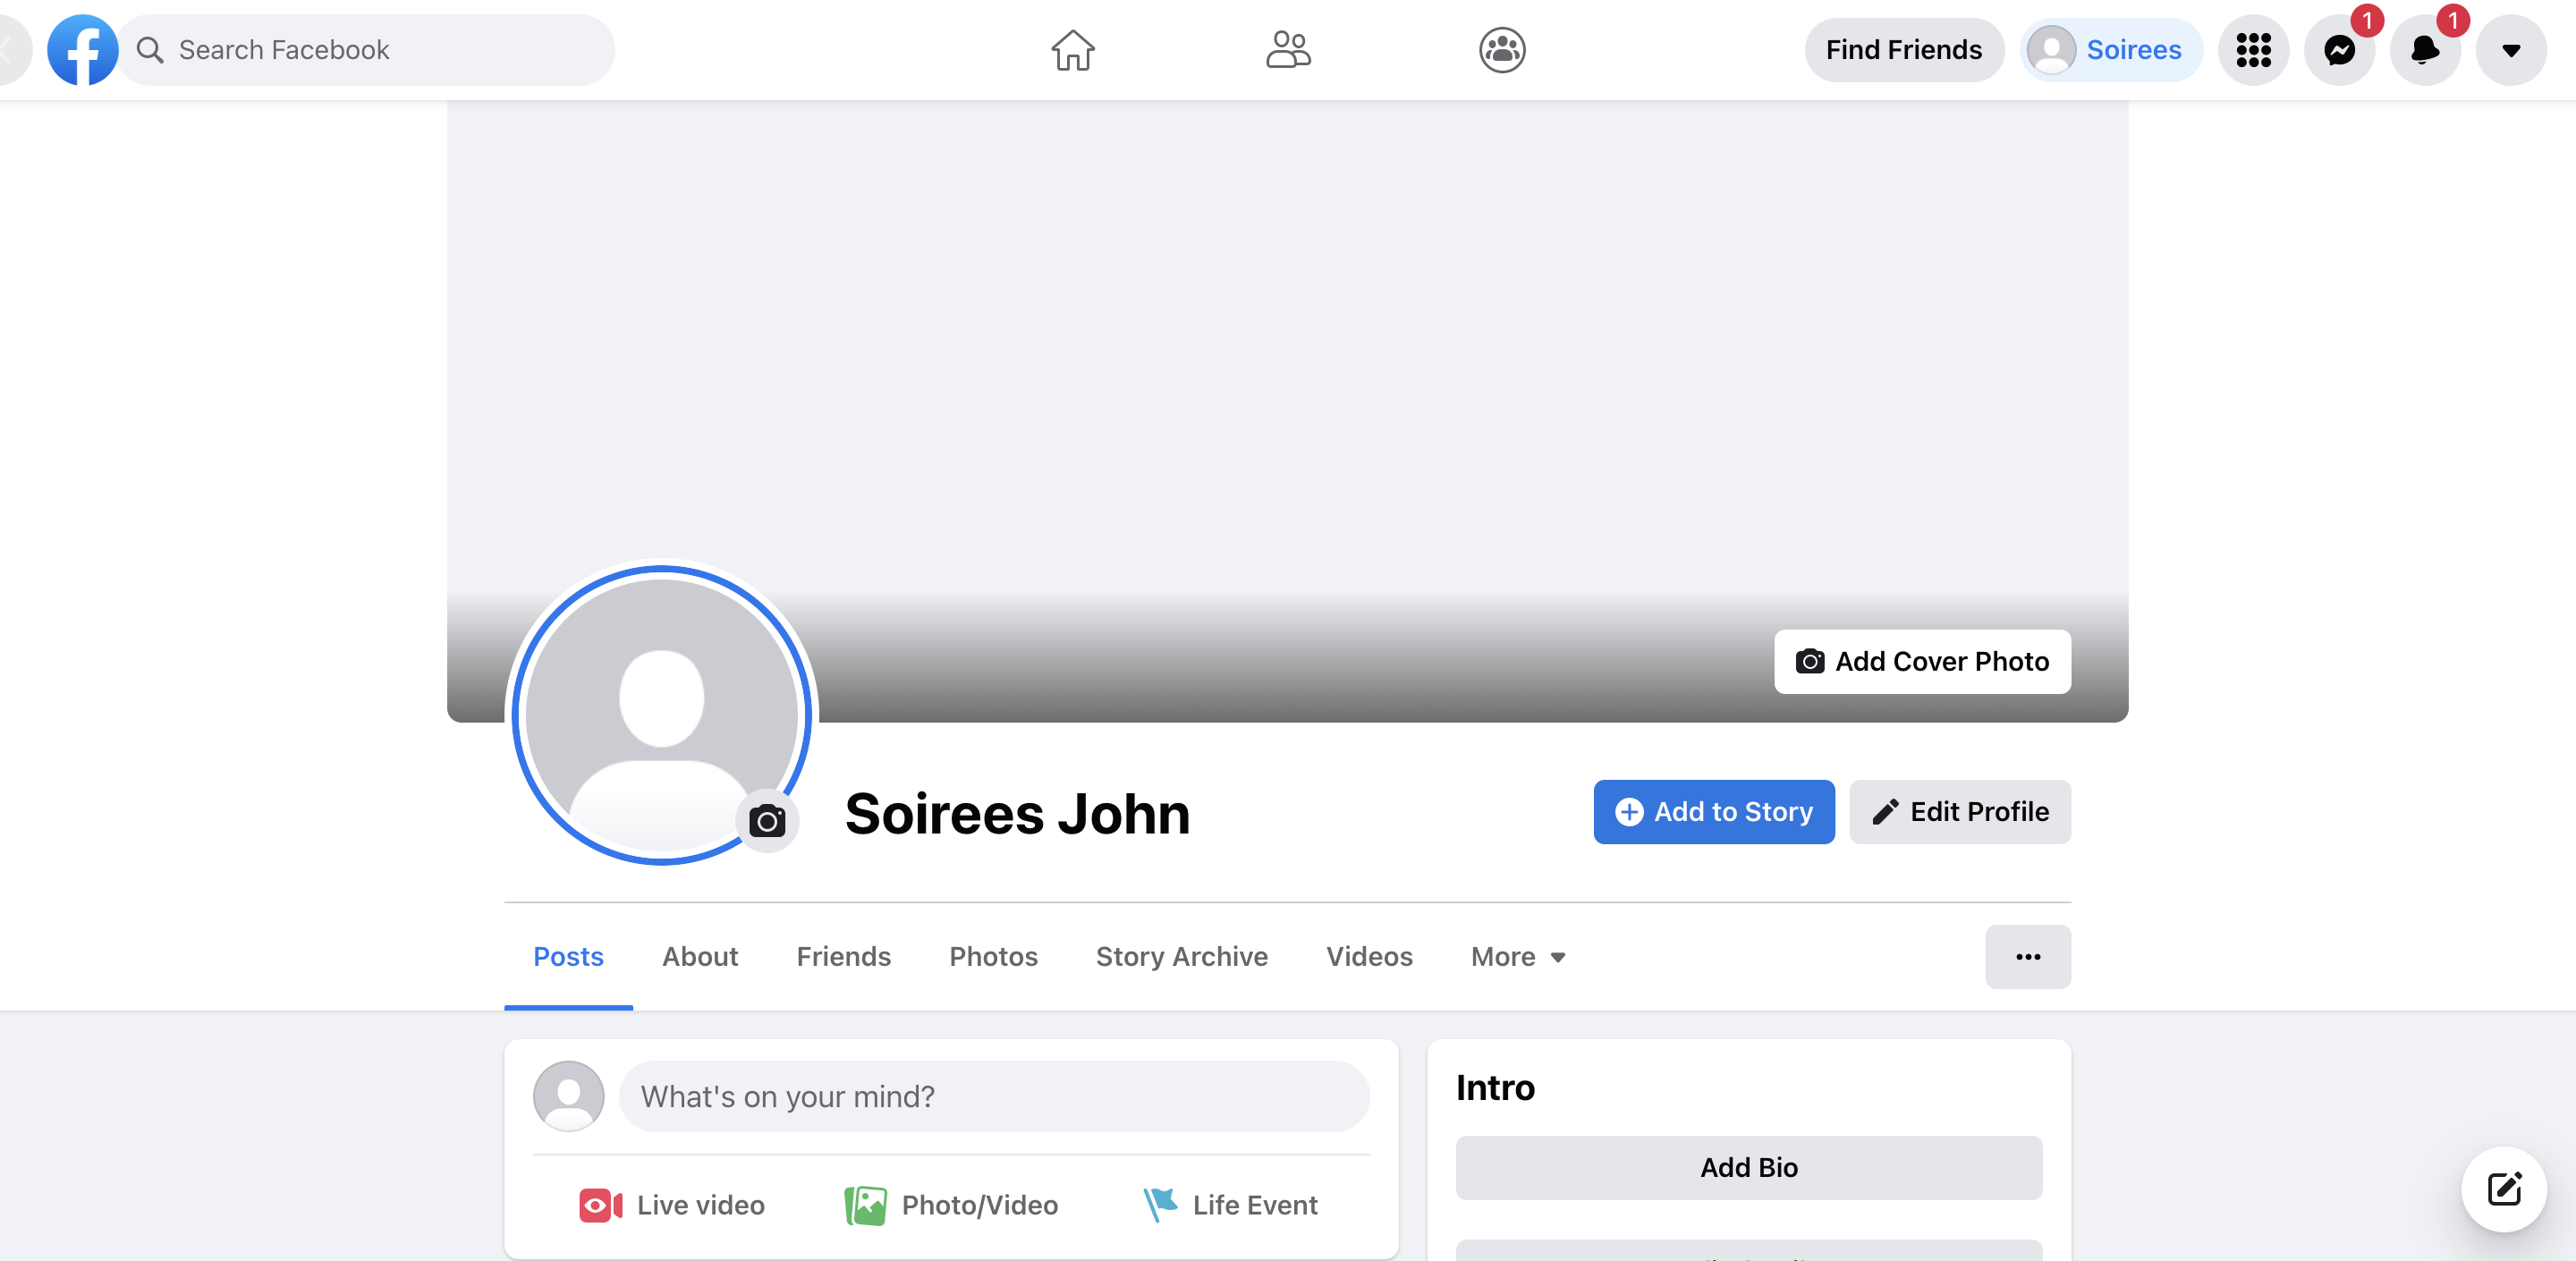 Search Facebook
Find Friends
Soirees
1
1
Add Cover Photo
Soirees John
Add to Story
Edit Profile
Posts
About
Friends
Photos
Story Archive
Videos
More
What's on your mind?
Live video
Photo/Video
Life Event
Intro
Add Bio